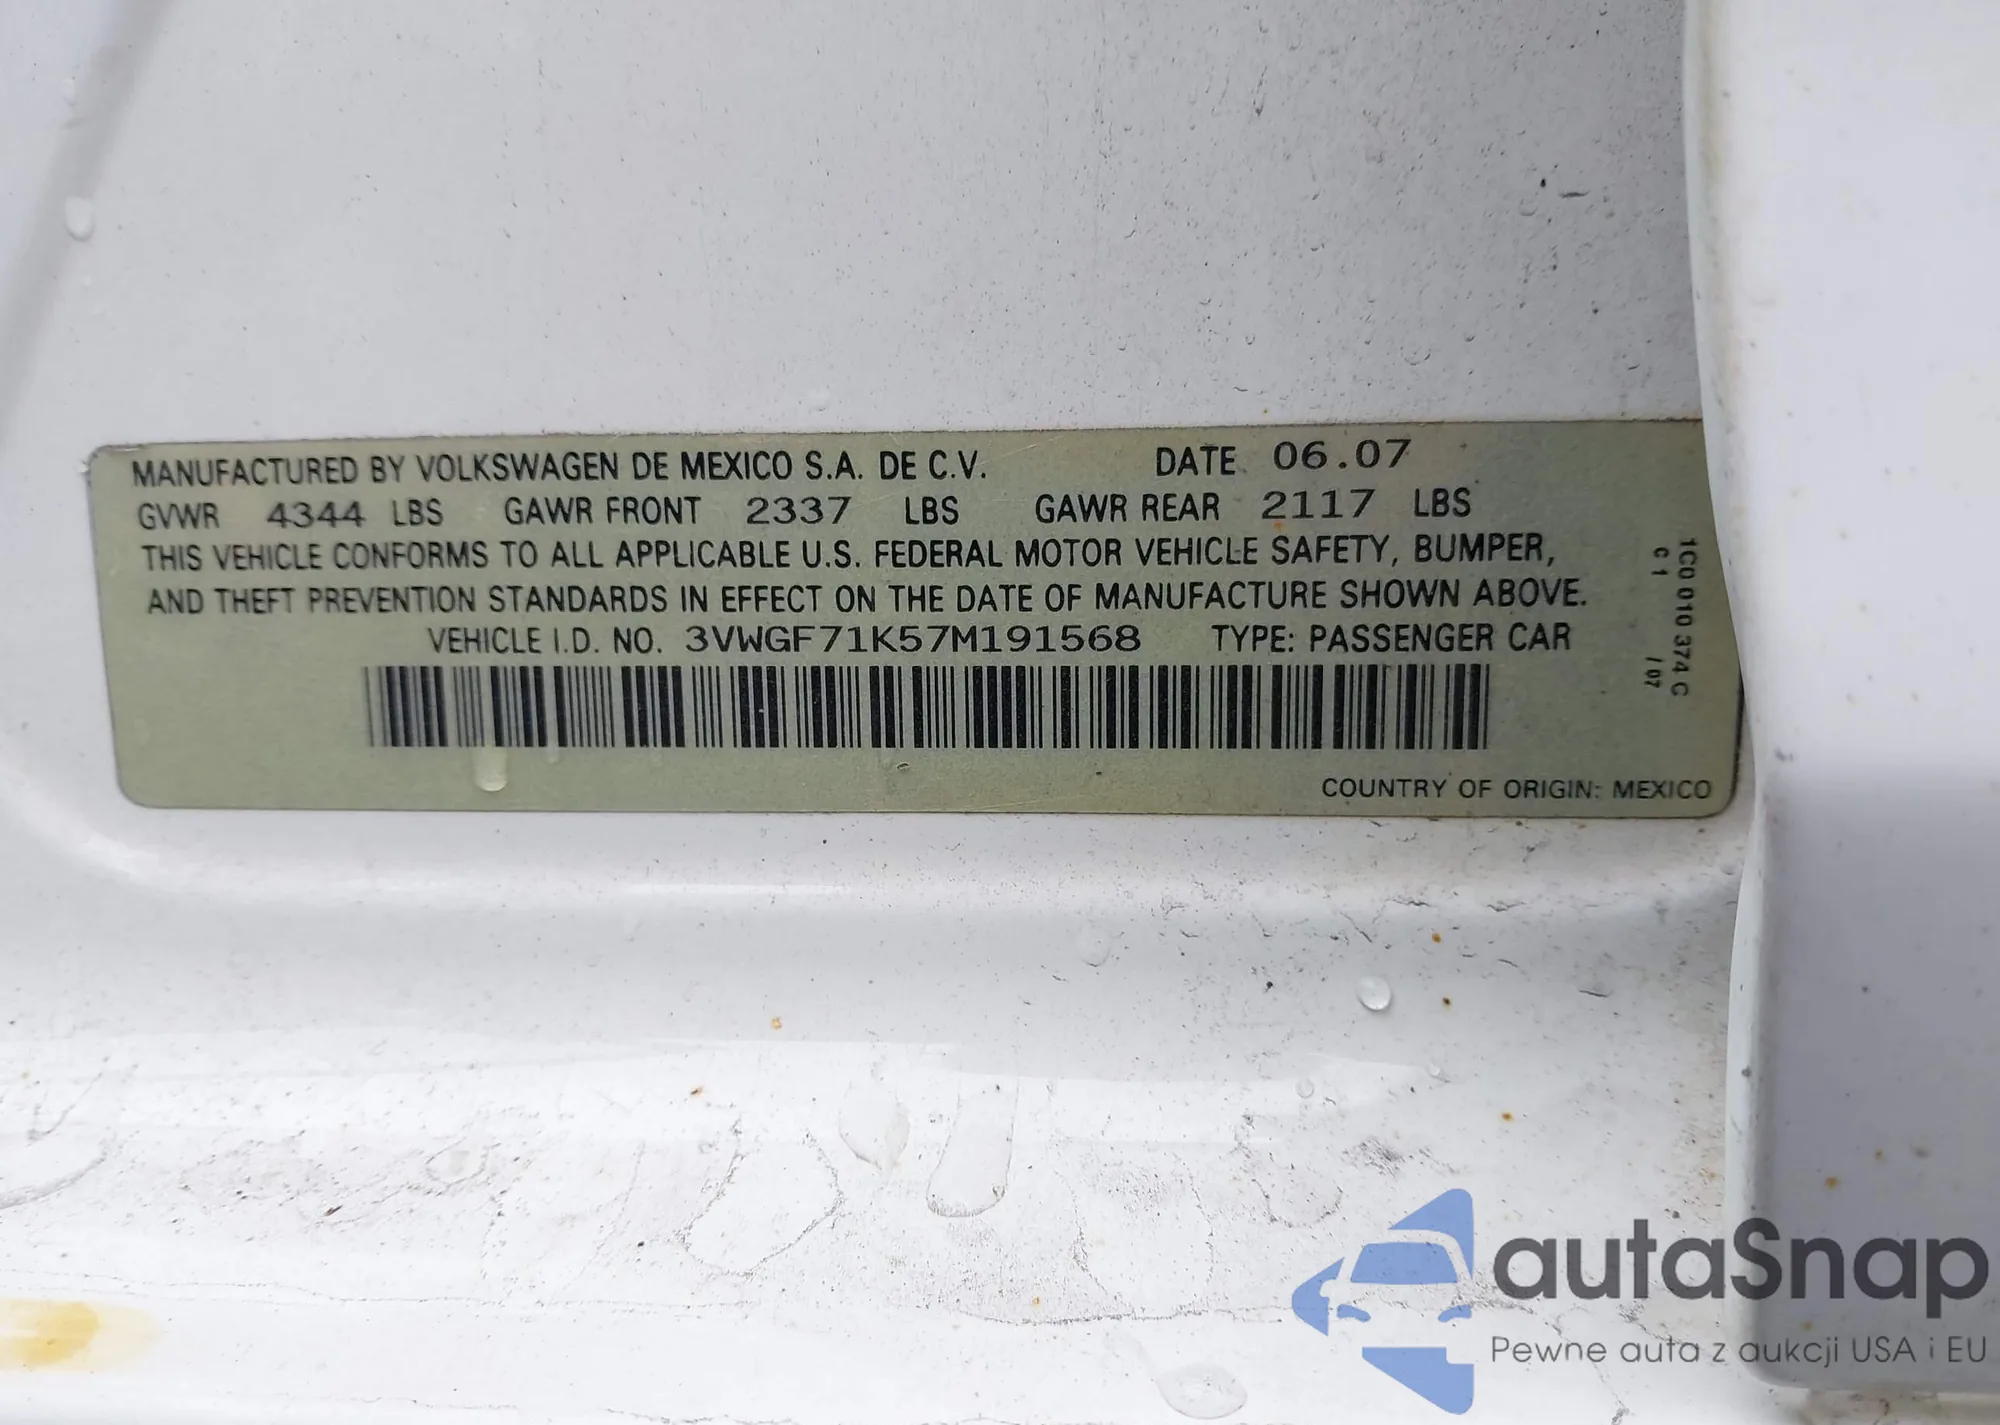 MANUFACTURED BY VOLKSWAGEN DE MEXICO S.A. DE C.V. DATE 06.07
GVWR 4344 LBS GAWR FRONT 2337 LBS GAWR REAR 2117 LBS
THIS VEHICLE CONFORMS TO ALL APPLICABLE U.S. FEDERAL MOTOR VEHICLE SAFETY, BUMPER,
AND THEFT PREVENTION STANDARDS IN EFFECT ON THE DATE OF MANUFACTURE SHOWN ABOVE.
VEHICLE I.D. NO. 3VWGF71K57M191568 TYPE: PASSENGER CAR
1C0 010 374 C
C 1 / 07
COUNTRY OF ORIGIN: MEXICO
autaSnap
Pewne auta z aukcji USA i EU